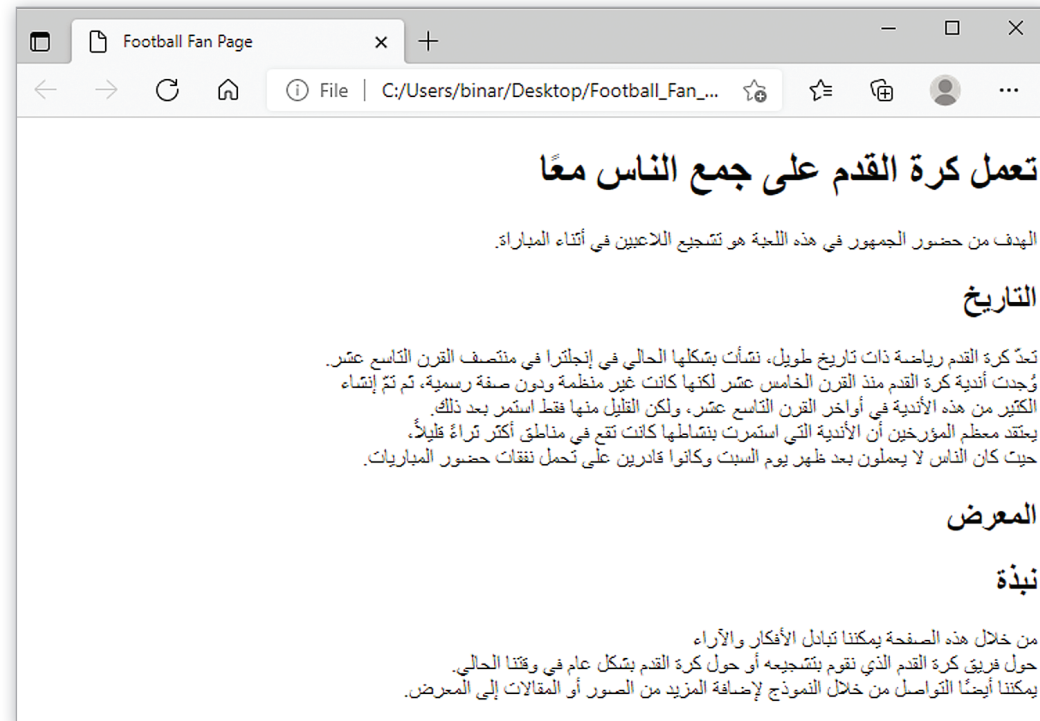 Football Fan Page
File | C:/Users/binar/Desktop/Football_Fan_...
تعمل كرة القدم على جمع الناس معًا
الهدف من حضور الجمهور في هذه اللعبة هو تشجيع اللاعبين في أثناء المباراة.
التاريخ
تعدّ كرة القدم رياضة ذات تاريخ طويل، نشأت بشكلها الحالي في إنجلترا في منتصف القرن التاسع عشر.
وُجدت أندية كرة القدم منذ القرن الخامس عشر لكنها كانت غير منظمة ودون صفة رسمية، ثم تمّ إنشاء
الكثير من هذه الأندية في أواخر القرن التاسع عشر، ولكن القليل منها فقط استمر بعد ذلك.
يعتقد معظم المؤرخين أن الأندية التي استمرت بنشاطها كانت تقع في مناطق أكثر ثراءً قليلاً،
حيث كان الناس لا يعملون بعد ظهر يوم السبت وكانوا قادرين على تحمل نفقات حضور المباريات.
المعرض
نبذة
من خلال هذه الصفحة يمكننا تبادل الأفكار والآراء
حول فريق كرة القدم الذي نقوم بتشجيعه أو حول كرة القدم بشكل عام في وقتنا الحالي.
يمكننا أيضًا التواصل من خلال النموذج لإضافة المزيد من الصور أو المقالات إلى المعرض.